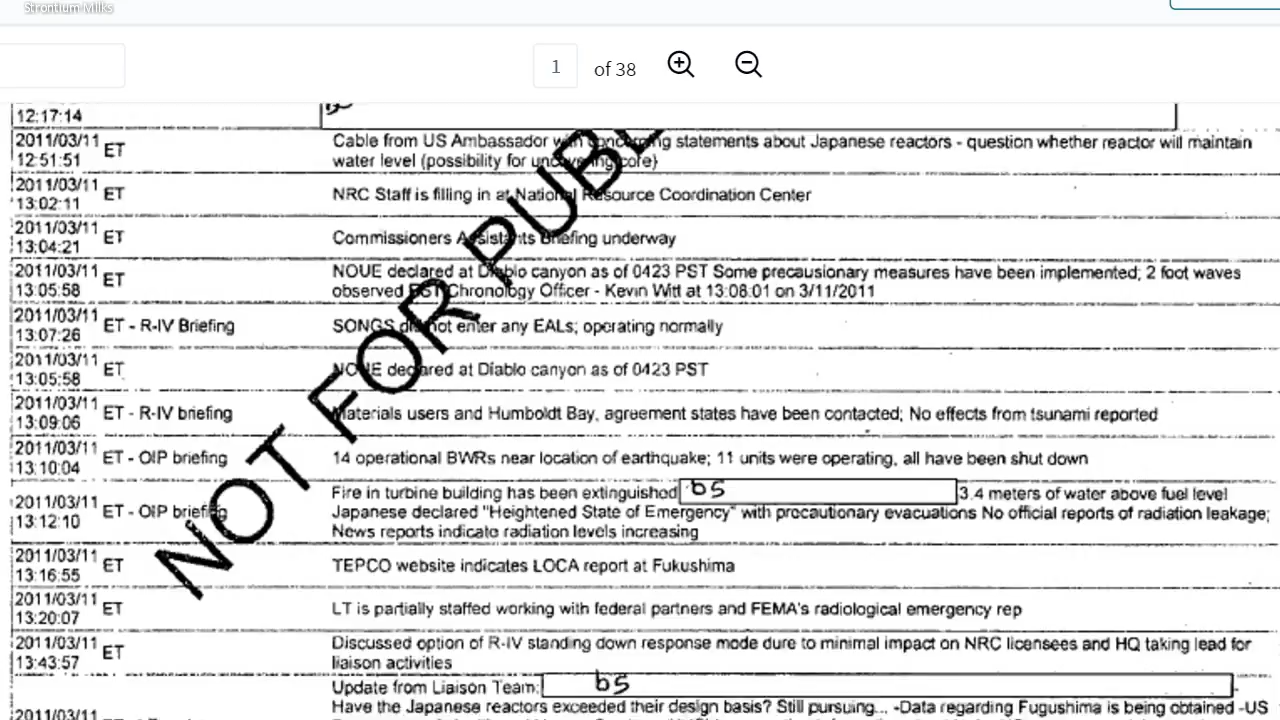 Strontium Milks
1 of 38
12:17:14
2011/03/11 ET Cable from US Ambassador with concerning statements about Japanese reactors - question whether reactor will maintain
12:51:51 water level (possibility for uncovering core)
2011/03/11 ET NRC Staff is filling in at National Resource Coordination Center
13:02:11
2011/03/11 ET Commissioners Assistants Briefing underway
13:04:21
2011/03/11 ET NOUE declared at Diablo canyon as of 0423 PST Some precausionary measures have been implemented; 2 foot waves
13:05:58 observed EST Chronology Officer - Kevin Witt at 13:08:01 on 3/11/2011
2011/03/11 ET - R-IV Briefing SONGS did not enter any EALs; operating normally
13:07:26
2011/03/11 ET NOUE declared at Diablo canyon as of 0423 PST
13:05:58
2011/03/11 ET - R-IV briefing Materials users and Humboldt Bay, agreement states have been contacted; No effects from tsunami reported
13:09:06
2011/03/11 ET - OIP briefing 14 operational BWRs near location of earthquake; 11 units were operating, all have been shut down
13:10:04
Fire in turbine building has been extinguished b5 3.4 meters of water above fuel level
2011/03/11 ET - OIP briefing Japanese declared "Heightened State of Emergency" with precautionary evacuations No official reports of radiation leakage;
13:12:10 News reports indicate radiation levels increasing
2011/03/11 ET TEPCO website indicates LOCA report at Fukushima
13:16:55
2011/03/11 ET LT is partially staffed working with federal partners and FEMA's radiological emergency rep
13:20:07
2011/03/11 ET Discussed option of R-IV standing down response mode dure to minimal impact on NRC licensees and HQ taking lead for
13:43:57 liaison activities
Update from Liaison Team: b5
2011/03/11 Have the Japanese reactors exceeded their design basis? Still pursuing... -Data regarding Fugushima is being obtained -US
NOT FOR PUBL